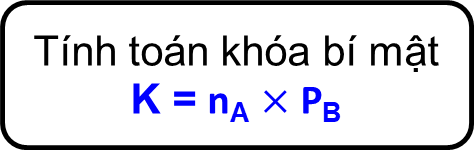 Tính toán khóa bí mật
K = nA × PB